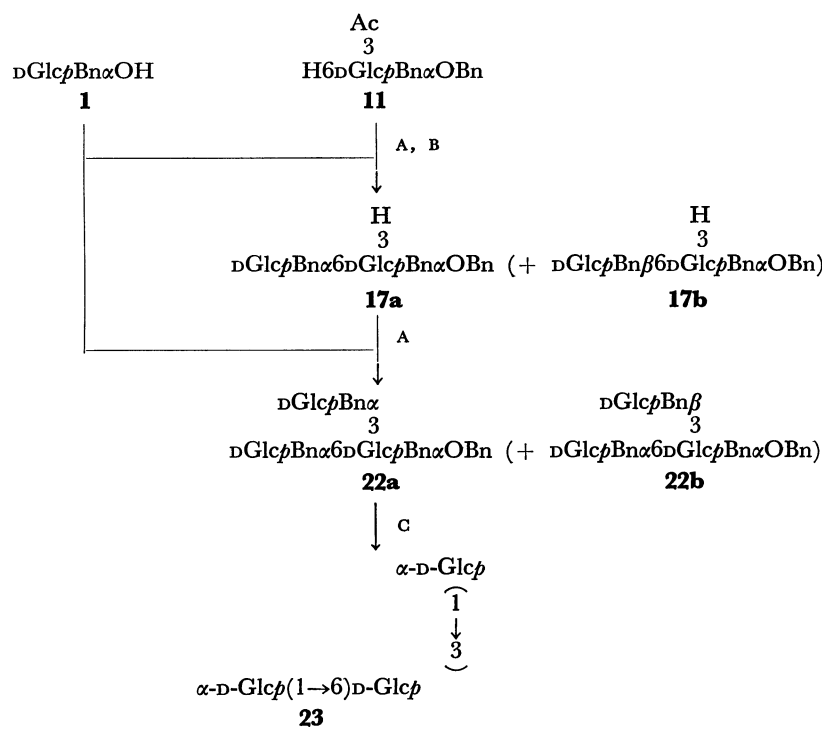 Ac
3
DGlcpBnαOH H6DGlcpBnαOBn
1 11
A, B
H H
3 3
DGlcpBnα6DGlcpBnαOBn (+ DGlcpBnβ6DGlcpBnαOBn)
17a 17b
A
DGlcpBnα DGlcpBnβ
3 3
DGlcpBnα6DGlcpBnαOBn (+ DGlcpBnα6DGlcpBnαOBn)
22a 22b
C
α-D-Glcp
1
↓
3
α-D-Glcp(1→6)D-Glcp
23